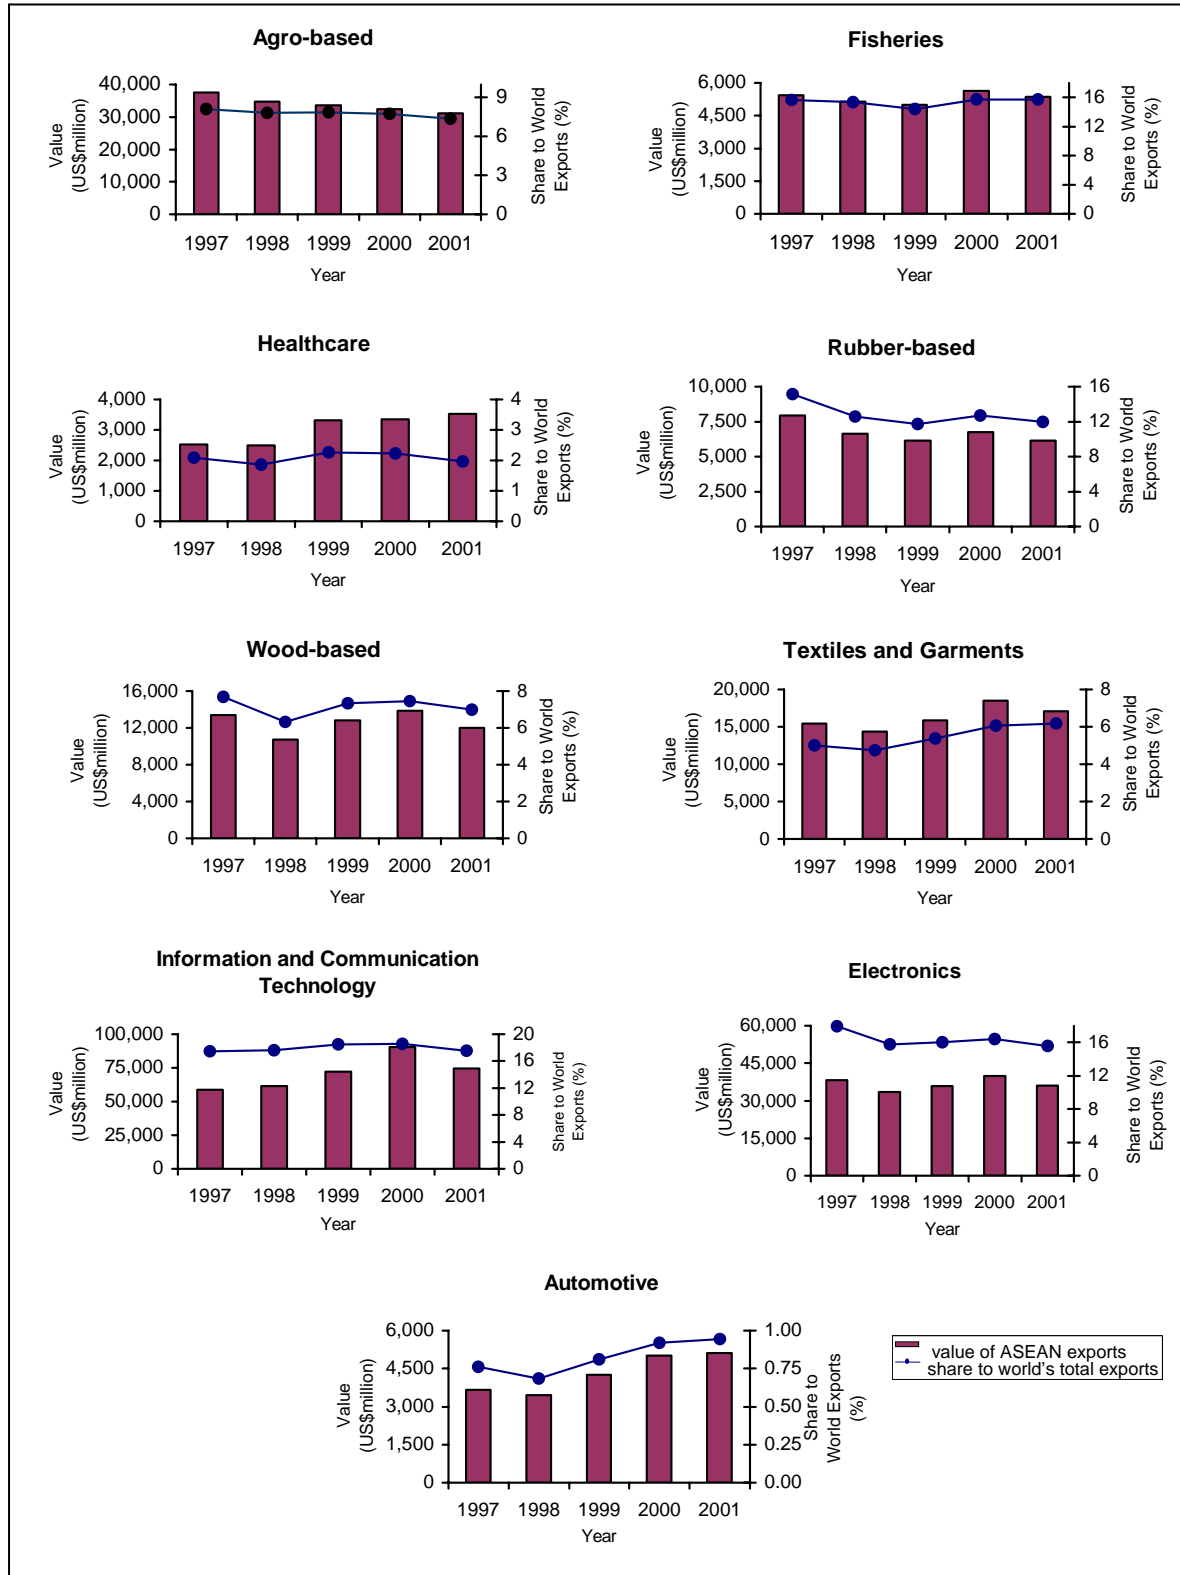 Agro-based
40,000
30,000
20,000
10,000
0
Value
(US$million)
9
6
3
0
Share to World
Exports (%)
1997 1998 1999 2000 2001
Year
Fisheries
6,000
4,500
3,000
1,500
0
Value
(US$million)
16
12
8
4
0
Share to World
Exports (%)
1997 1998 1999 2000 2001
Year
Healthcare
4,000
3,000
2,000
1,000
0
Value
(US$million)
4
3
2
1
0
Share to World
Exports (%)
1997 1998 1999 2000 2001
Year
Rubber-based
10,000
7,500
5,000
2,500
0
Value
(US$million)
16
12
8
4
0
Share to World
Exports (%)
1997 1998 1999 2000 2001
Year
Wood-based
16,000
12,000
8,000
4,000
0
Value
(US$million)
8
6
4
2
0
Share to World
Exports (%)
1997 1998 1999 2000 2001
Year
Textiles and Garments
20,000
15,000
10,000
5,000
0
Value
(US$million)
8
6
4
2
0
Share to World
Exports (%)
1997 1998 1999 2000 2001
Year
Information and Communication
Technology
100,000
75,000
50,000
25,000
0
Value
(US$million)
20
16
12
8
4
0
Share to World
Exports (%)
1997 1998 1999 2000 2001
Year
Electronics
60,000
45,000
30,000
15,000
0
Value
(US$million)
16
12
8
4
0
Share to World
Exports (%)
1997 1998 1999 2000 2001
Year
Automotive
6,000
4,500
3,000
1,500
0
Value
(US$million)
1.00
0.75
0.50
0.25
0.00
Share to
World Exports
(%)
1997 1998 1999 2000 2001
Year
value of ASEAN exports
share to world's total exports